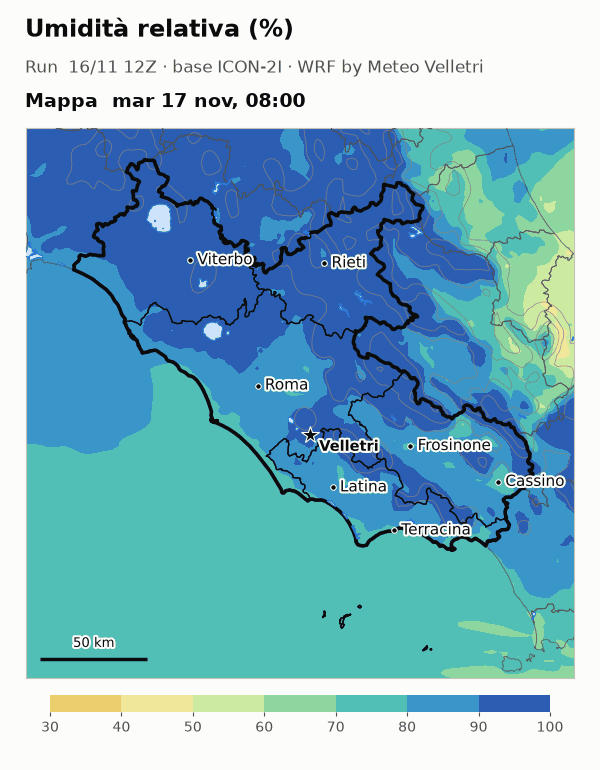 Umidità relativa (%)
Run  16/11 12Z · base ICON-2I · WRF by Meteo Velletri
Mappa  mar 17 nov, 08:00
Viterbo
Rieti
Roma
Velletri
Frosinone
Cassino
Latina
Terracina
50 km
30 40 50 60 70 80 90 100